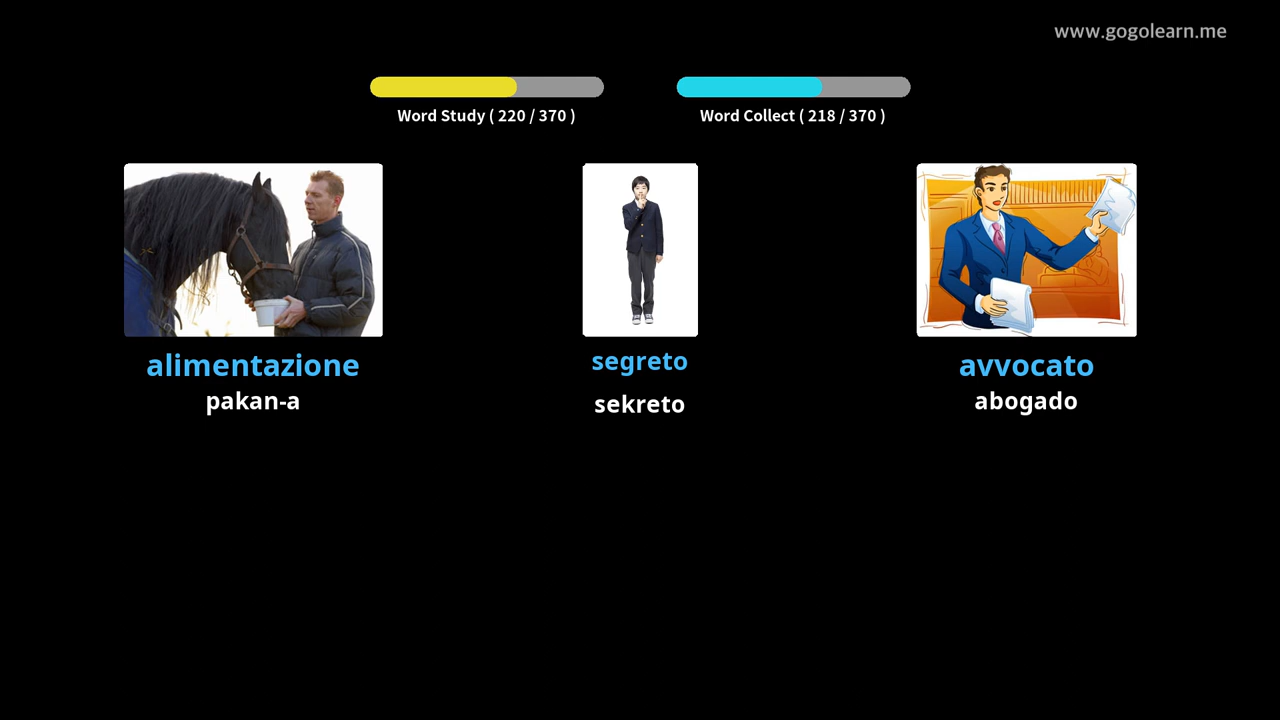 www.gogolearn.me
Word Study ( 220 / 370 )
Word Collect ( 218 / 370 )
alimentazione
pakan-a
segreto
sekreto
avvocato
abogado